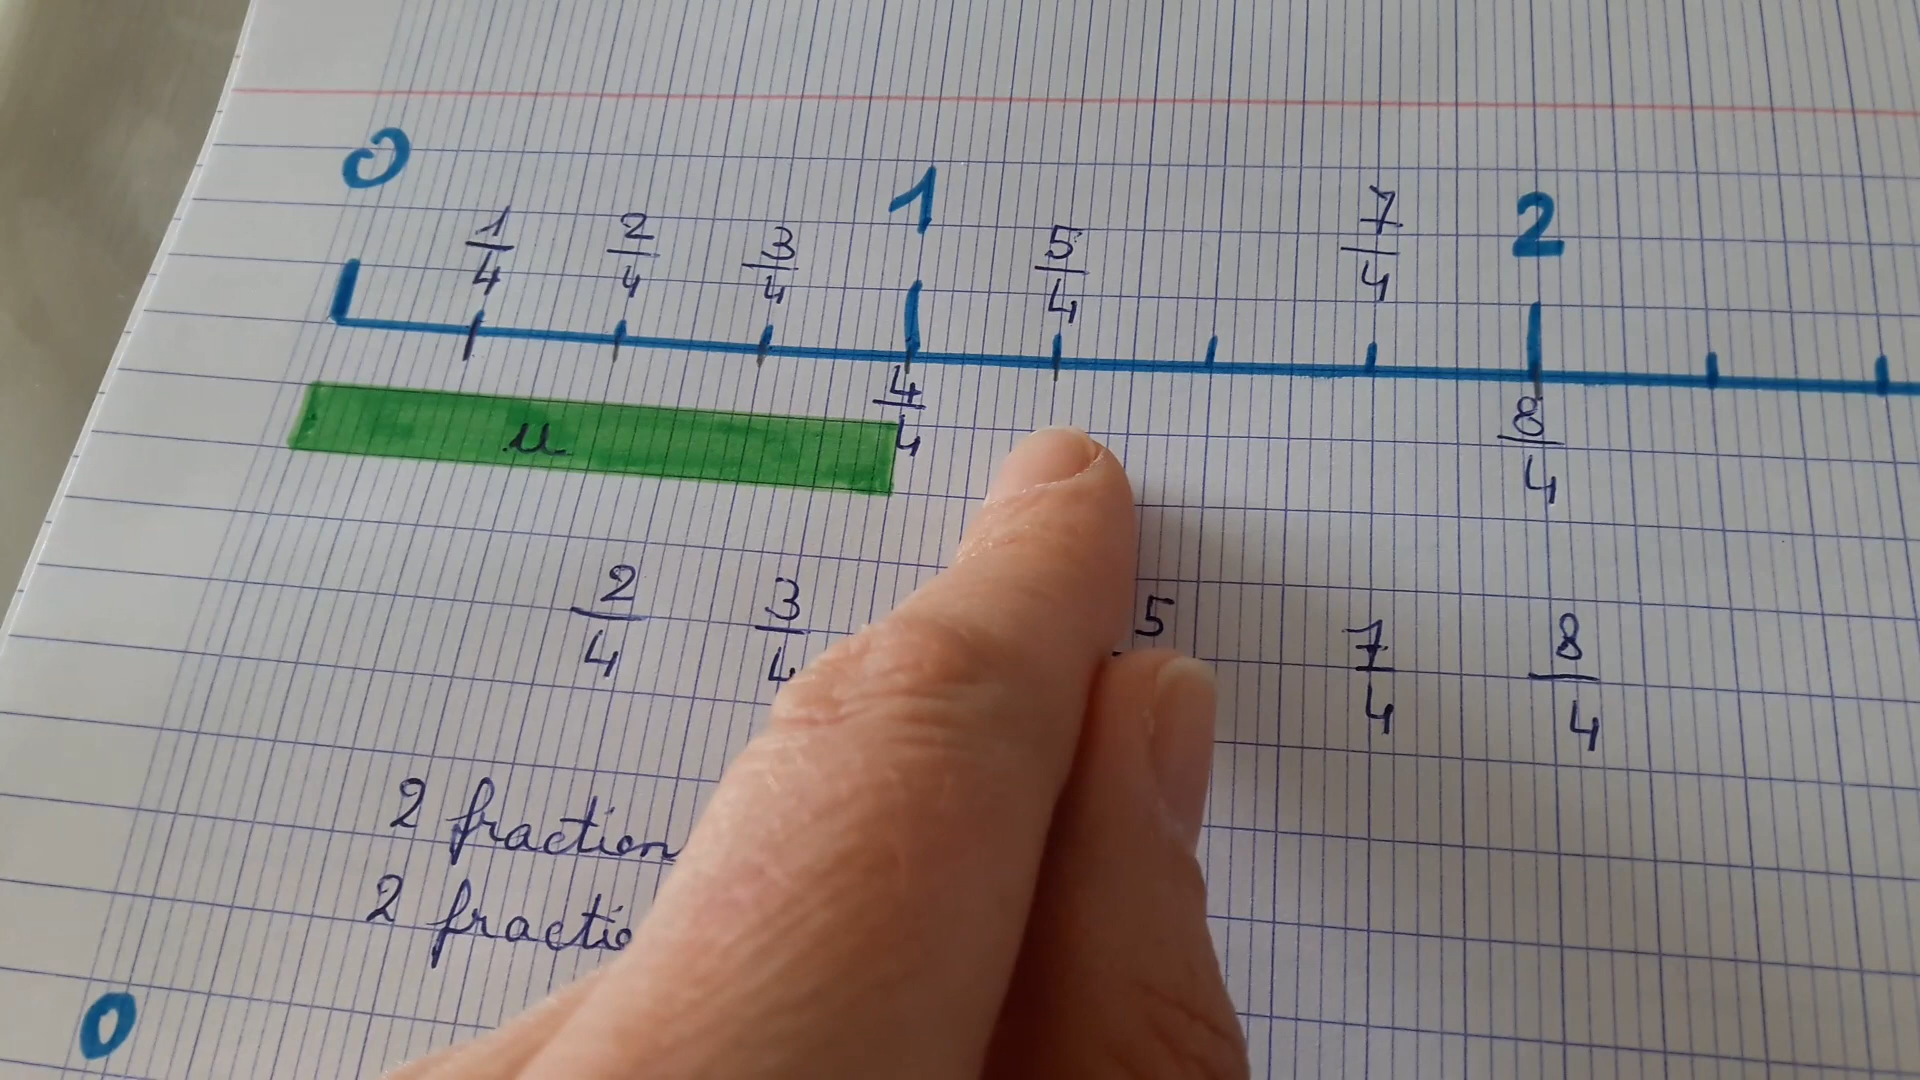 0 1 2
1/4 2/4 3/4 5/4 7/4
4/4 8/4
u
2/4 3/4 5 7/4 8/4
2 fraction
2 fractio
0